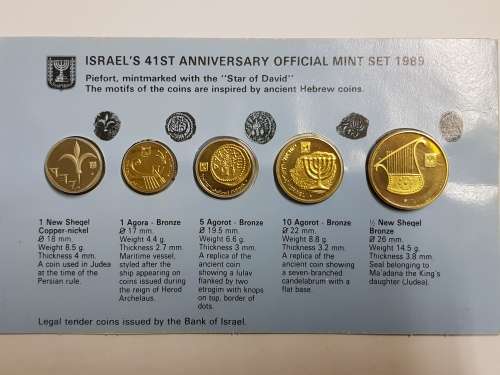 ISRAEL'S 41ST ANNIVERSARY OFFICIAL MINT SET 1989
Piefort, mintmarked with the "Star of David"
The motifs of the coins are inspired by ancient Hebrew coins.
1 New Sheqel
Copper-nickel
Ø 18 mm.
Weight 8.5 g.
Thickness 4 mm.
A coin used in Judea
at the time of the
Persian rule.
1 Agora - Bronze
Ø 17 mm.
Weight 4.4 g.
Thickness 2.7 mm.
Maritime vessel,
styled after the
ship appearing on
coins issued during
the reign of Herod
Archelaus.
5 Agorot - Bronze
Ø 19.5 mm.
Weight 6.6 g.
Thickness 3 mm.
A replica of the
ancient coin
showing a lulav
flanked by two
etrogim with knops
on top, border of
dots.
10 Agorot - Bronze
Ø 22 mm.
Weight 8.8 g.
Thickness 3.2 mm.
A replica of the
ancient coin showing
a seven-branched
candelabrum with a
flat base.
½ New Sheqel
Bronze
Ø 26 mm.
Weight 14.5 g.
Thickness 3.8 mm.
Seal belonging to
Ma'adana the King's
daughter (Judea).
Legal tender coins issued by the Bank of Israel.